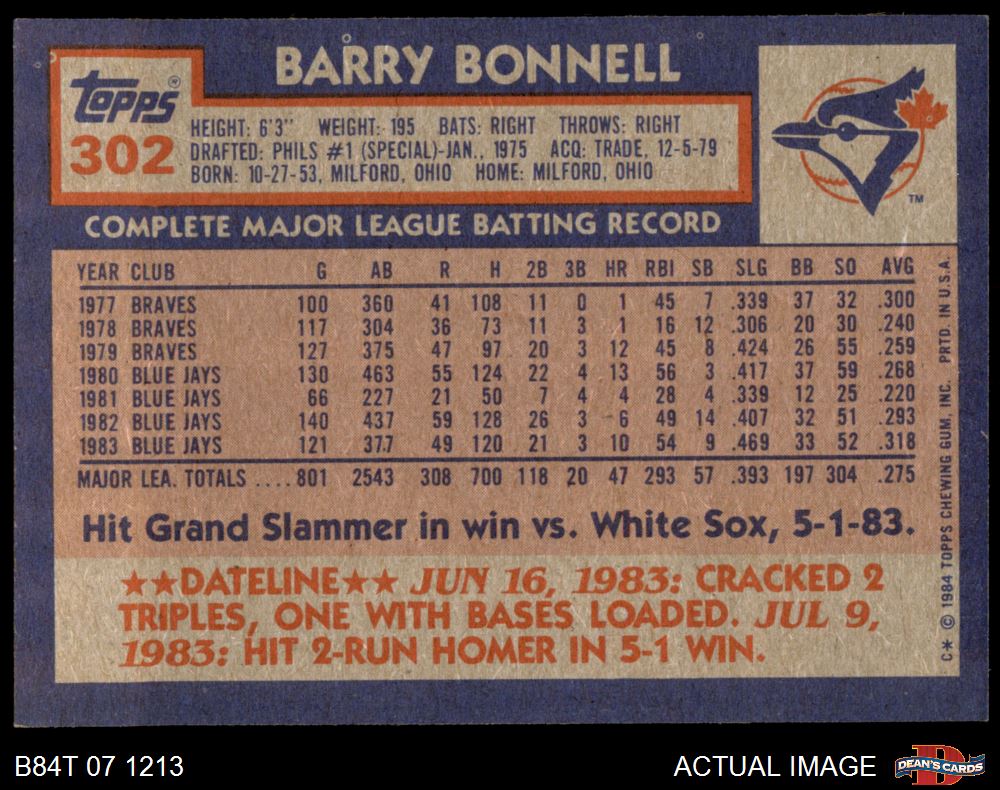 BARRY BONNELL
Topps®
302
HEIGHT: 6'3" WEIGHT: 195 BATS: RIGHT THROWS: RIGHT
DRAFTED: PHILS #1 (SPECIAL)-JAN., 1975 ACQ: TRADE, 12-5-79
BORN: 10-27-53, MILFORD, OHIO HOME: MILFORD, OHIO
TM
COMPLETE MAJOR LEAGUE BATTING RECORD
YEAR CLUB G AB R H 2B 3B HR RBI SB SLG BB SO AVG
1977 BRAVES 100 360 41 108 11 0 1 45 7 .339 37 32 .300
1978 BRAVES 117 304 36 73 11 3 1 16 12 .306 20 30 .240
1979 BRAVES 127 375 47 97 20 3 12 45 8 .424 26 55 .259
1980 BLUE JAYS 130 463 55 124 22 4 13 56 3 .417 37 59 .268
1981 BLUE JAYS 66 227 21 50 7 4 4 28 4 .339 12 25 .220
1982 BLUE JAYS 140 437 59 128 26 3 6 49 14 .407 32 51 .293
1983 BLUE JAYS 121 377 49 120 21 3 10 54 9 .469 33 52 .318
MAJOR LEA. TOTALS ....801 2543 308 700 118 20 47 293 57 .393 197 304 .275
Hit Grand Slammer in win vs. White Sox, 5-1-83.
★★DATELINE★★ JUN 16, 1983: CRACKED 2
TRIPLES, ONE WITH BASES LOADED. JUL 9,
1983: HIT 2-RUN HOMER IN 5-1 WIN.
C* © 1984 TOPPS CHEWING GUM, INC. PRTD. IN U.S.A.
B84T 07 1213
ACTUAL IMAGE
D
DEAN'S CARDS